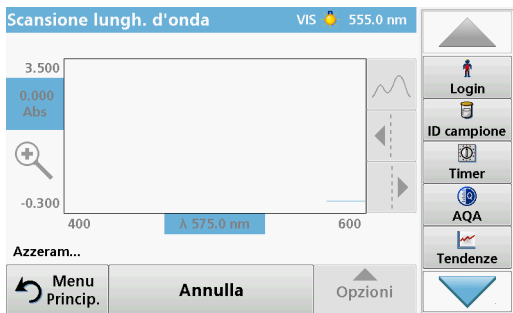 Scansione lungh. d'onda VIS 555.0 nm
3.500
0.000
Abs
-0.300
400 λ 575.0 nm 600
Azzeram...
Menu
Princip.
Annulla
Opzioni
Login
ID campione
Timer
AQA
Tendenze